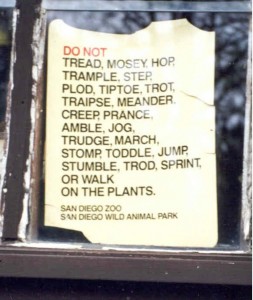 DO NOT
TREAD, MOSEY, HOP,
TRAMPLE, STEP,
PLOD, TIPTOE, TROT,
TRAIPSE, MEANDER,
CREEP, PRANCE,
AMBLE, JOG,
TRUDGE, MARCH,
STOMP, TODDLE, JUMP,
STUMBLE, TROD, SPRINT,
OR WALK
ON THE PLANTS.
SAN DIEGO ZOO
SAN DIEGO WILD ANIMAL PARK